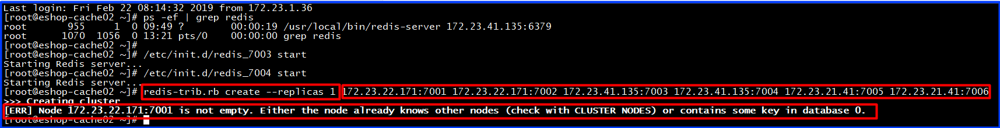 Last login: Fri Feb 22 08:14:32 2019 from 172.23.1.36
[root@eshop-cache02 ~]# ps -ef | grep redis
root       955     1  0 09:49 ?        00:00:19 /usr/local/bin/redis-server 172.23.41.135:6379
root      1070  1056  0 13:21 pts/0    00:00:00 grep redis
[root@eshop-cache02 ~]#
[root@eshop-cache02 ~]# /etc/init.d/redis_7003 start
Starting Redis server...
[root@eshop-cache02 ~]# /etc/init.d/redis_7004 start
Starting Redis server...
[root@eshop-cache02 ~]# redis-trib.rb create --replicas 1 172.23.22.171:7001 172.23.22.171:7002 172.23.41.135:7003 172.23.41.135:7004 172.23.21.41:7005 172.23.21.41:7006
>>> Creating cluster
[ERR] Node 172.23.22.171:7001 is not empty. Either the node already knows other nodes (check with CLUSTER NODES) or contains some key in database 0.
[root@eshop-cache02 ~]#